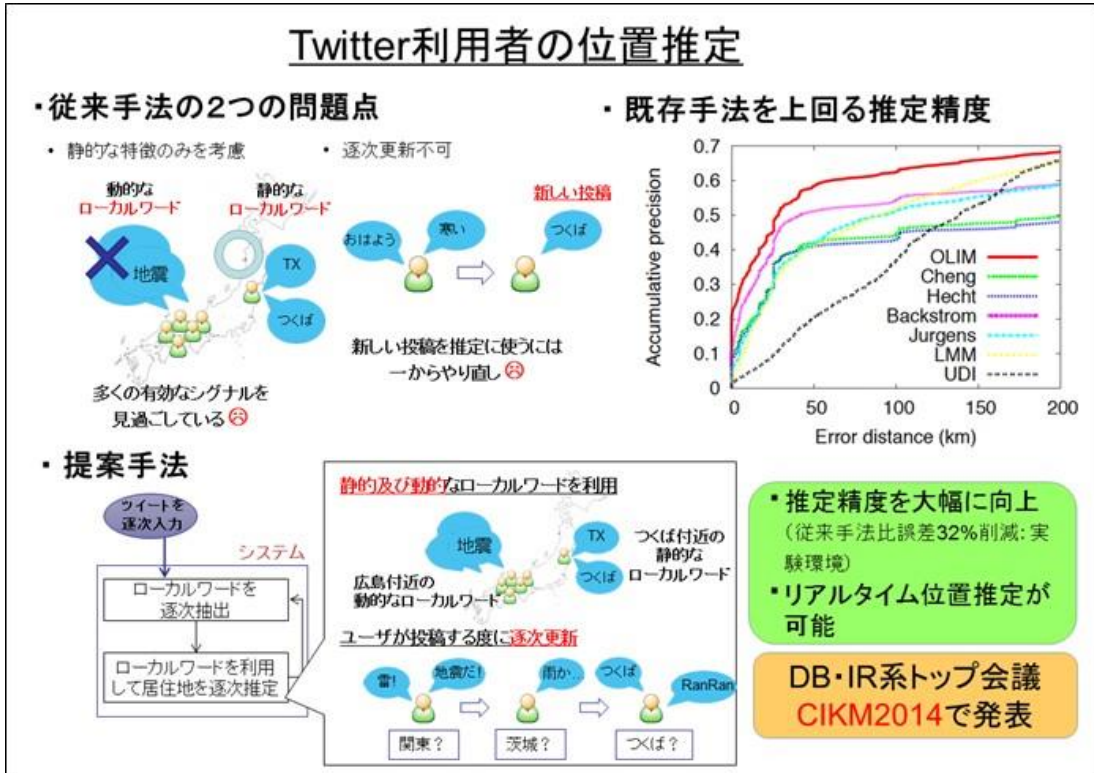 Twitter利用者の位置推定
・従来手法の2つの問題点
• 静的な特徴のみを考慮
動的な
ローカルワード
静的な
ローカルワード
地震
TX
つくば
多くの有効なシグナルを
見過ごしている
• 逐次更新不可
新しい投稿
おはよう
寒い
つくば
新しい投稿を推定に使うには
一からやり直し
・既存手法を上回る推定精度
Accumulative precision
0.7
0.6
0.5
0.4
0.3
0.2
0.1
0
0
50
100
150
200
Error distance (km)
OLIM
Cheng
Hecht
Backstrom
Jurgens
LMM
UDI
・提案手法
ツイートを
逐次入力
システム
ローカルワードを
逐次抽出
ローカルワードを利用
して居住地を逐次推定
静的及び動的なローカルワードを利用
地震
広島付近の
動的なローカルワード
TX
つくば
つくば付近の
静的な
ローカルワード
ユーザが投稿する度に逐次更新
雷!
地震だ!
雨か...
つくば
RanRan
関東?
茨城?
つくば?
・推定精度を大幅に向上
(従来手法比誤差32%削減: 実
験環境)
・リアルタイム位置推定が
可能
DB・IR系トップ会議
CIKM2014で発表